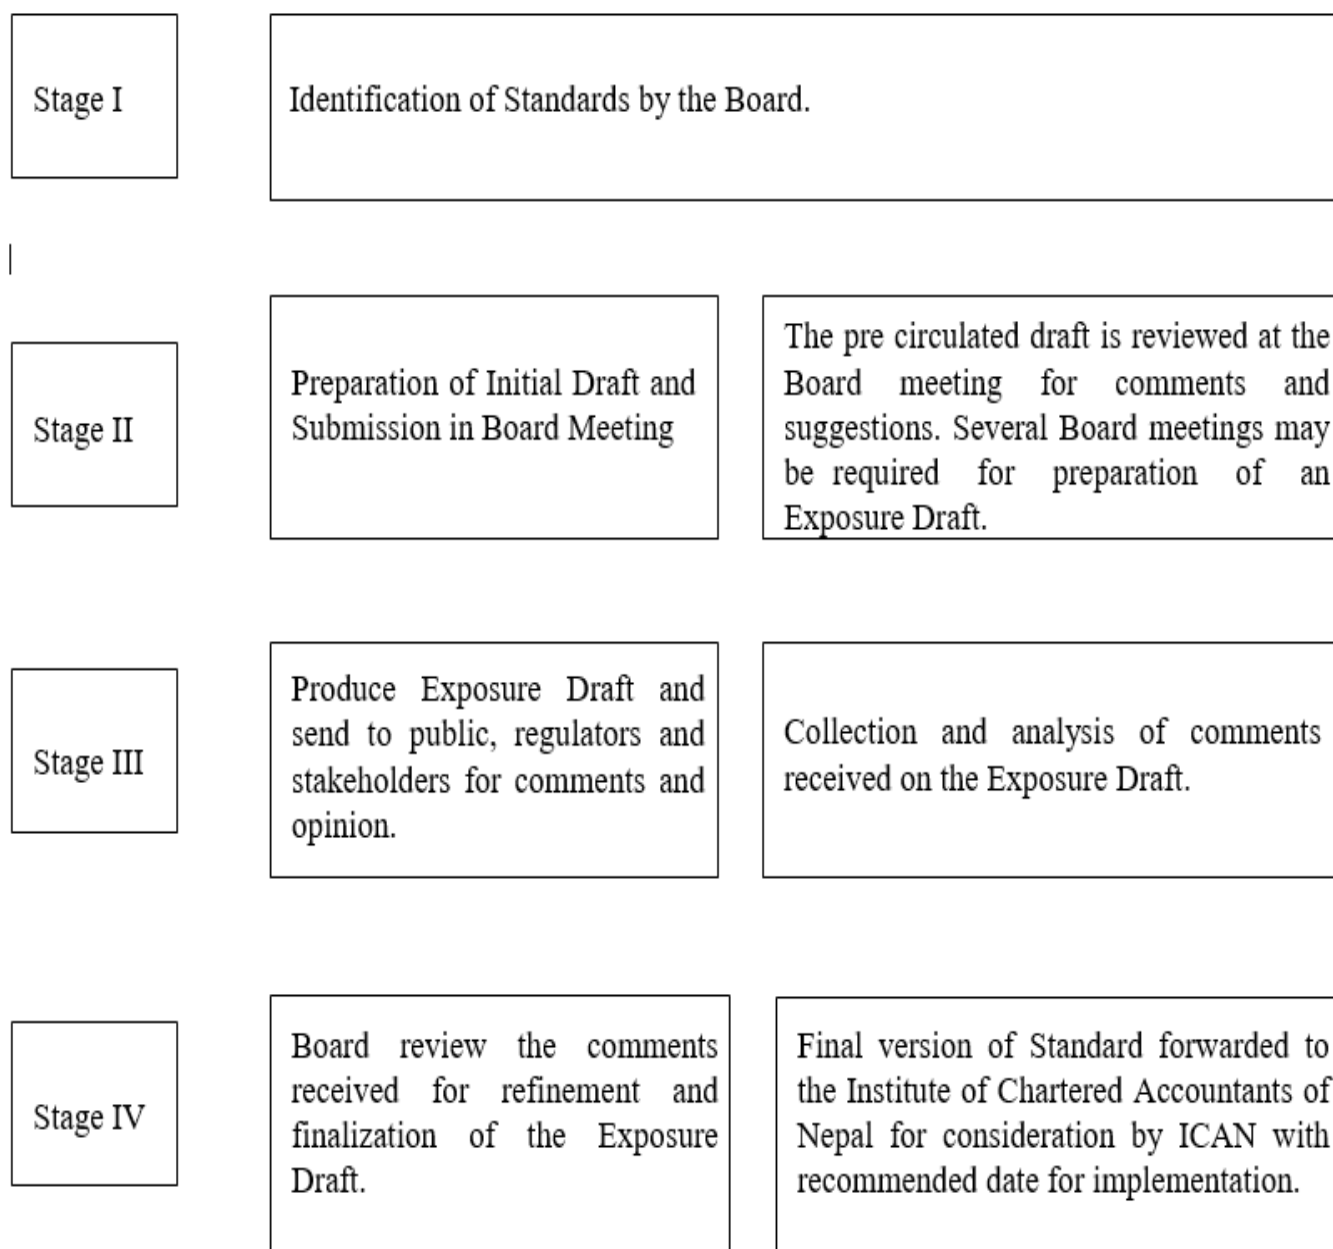 Stage I
Identification of Standards by the Board.
Stage II
Preparation of Initial Draft and
Submission in Board Meeting
The pre circulated draft is reviewed at the
Board meeting for comments and
suggestions. Several Board meetings may
be required for preparation of an
Exposure Draft.
Stage III
Produce Exposure Draft and
send to public, regulators and
stakeholders for comments and
opinion.
Collection and analysis of comments
received on the Exposure Draft.
Stage IV
Board review the comments
received for refinement and
finalization of the Exposure
Draft.
Final version of Standard forwarded to
the Institute of Chartered Accountants of
Nepal for consideration by ICAN with
recommended date for implementation.